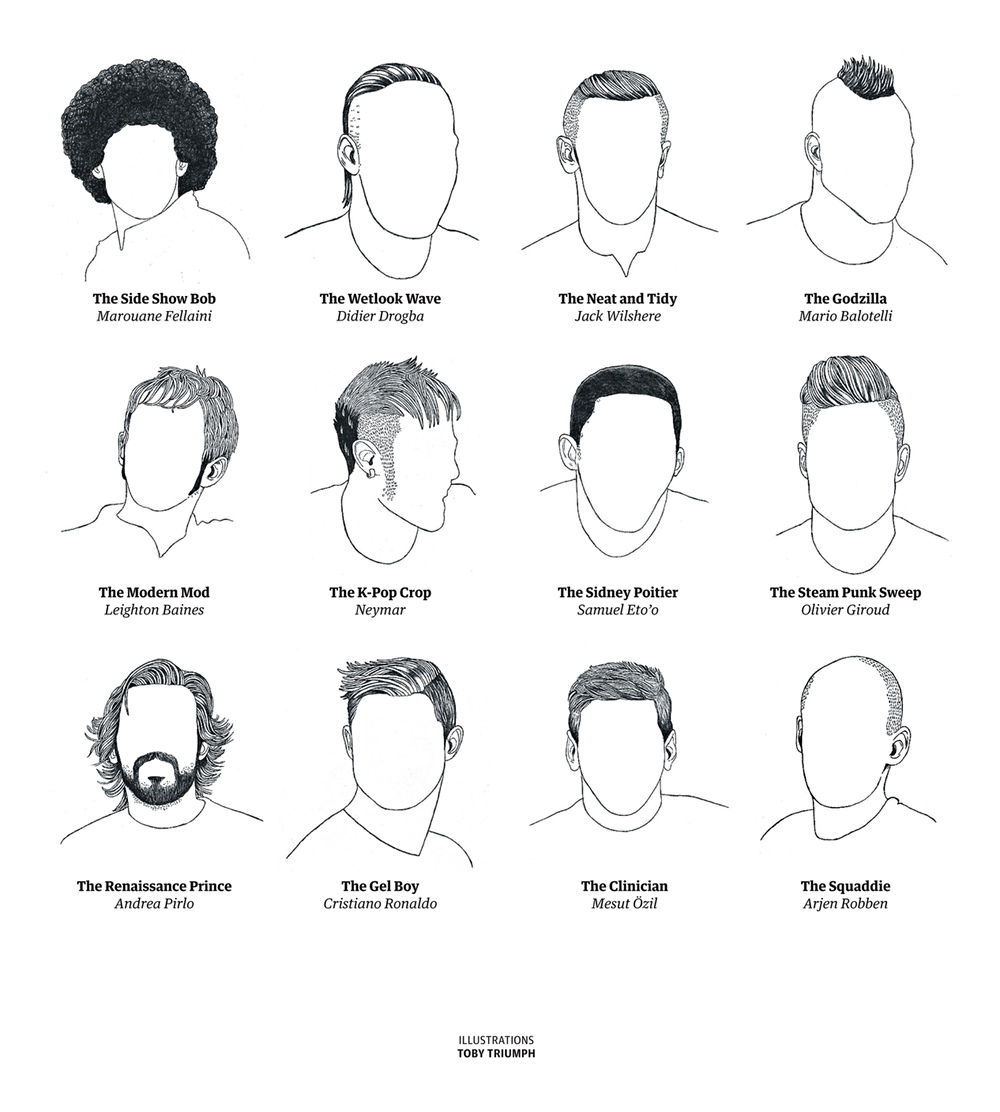 The Side Show Bob
Marouane Fellaini
The Wetlook Wave
Didier Drogba
The Neat and Tidy
Jack Wilshere
The Godzilla
Mario Balotelli
The Modern Mod
Leighton Baines
The K-Pop Crop
Neymar
The Sidney Poitier
Samuel Eto’o
The Steam Punk Sweep
Olivier Giroud
The Renaissance Prince
Andrea Pirlo
The Gel Boy
Cristiano Ronaldo
The Clinician
Mesut Özil
The Squaddie
Arjen Robben
ILLUSTRATIONS
TOBY TRIUMPH